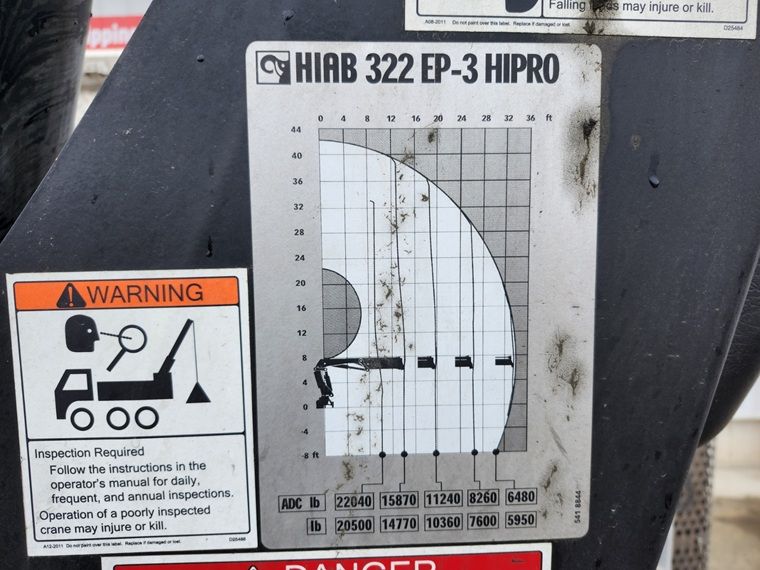 Falling may injure or kill.
A08-2011 Do not paint over this label. Replace if damaged or lost. D25484
HIAB 322 EP-3 HIPRO
0 4 8 12 16 20 24 28 32 36 ft
44
40
36
32
28
24
20
16
12
8
4
0
-4
-8 ft
ADC lb 22040 15870 11240 8260 6480
lb 20500 14770 10360 7600 5950
541 8844
WARNING
Inspection Required
Follow the instructions in the
operator's manual for daily,
frequent, and annual inspections.
Operation of a poorly inspected
crane may injure or kill.
A12-2011 Do not paint over this label. Replace if damaged or lost. D25486
DANGER